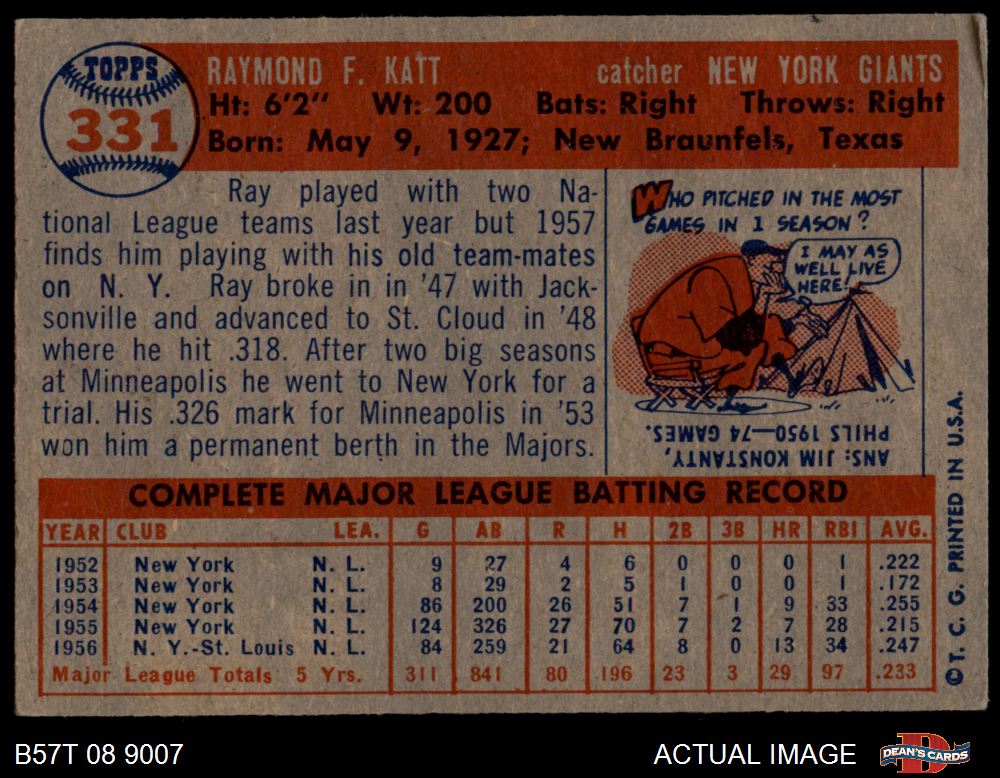 TOPPS
331
RAYMOND F. KATT catcher NEW YORK GIANTS
Ht: 6'2" Wt: 200 Bats: Right Throws: Right
Born: May 9, 1927; New Braunfels, Texas
Ray played with two Na-
tional League teams last year but 1957
finds him playing with his old team-mates
on N. Y. Ray broke in in '47 with Jack-
sonville and advanced to St. Cloud in '48
where he hit .318. After two big seasons
at Minneapolis he went to New York for a
trial. His .326 mark for Minneapolis in '53
won him a permanent berth in the Majors.
WHO PITCHED IN THE MOST
GAMES IN 1 SEASON?
I MAY AS
WELL LIVE
HERE!
ANS: JIM KONSTANTY,
PHILS 1950—74 GAMES.
COMPLETE MAJOR LEAGUE BATTING RECORD
YEAR CLUB LEA. G AB R H 2B 3B HR RBI AVG.
1952 New York N. L. 9 27 4 6 0 0 0 1 .222
1953 New York N. L. 8 29 2 5 1 0 0 1 .172
1954 New York N. L. 86 200 26 51 7 1 9 33 .255
1955 New York N. L. 124 326 27 70 7 2 7 28 .215
1956 N. Y.-St. Louis N. L. 84 259 21 64 8 0 13 34 .247
Major League Totals 5 Yrs. 311 841 80 196 23 3 29 97 .233
©T. C. G. PRINTED IN U.S.A.
B57T 08 9007
ACTUAL IMAGE
D
DEAN'S CARDS